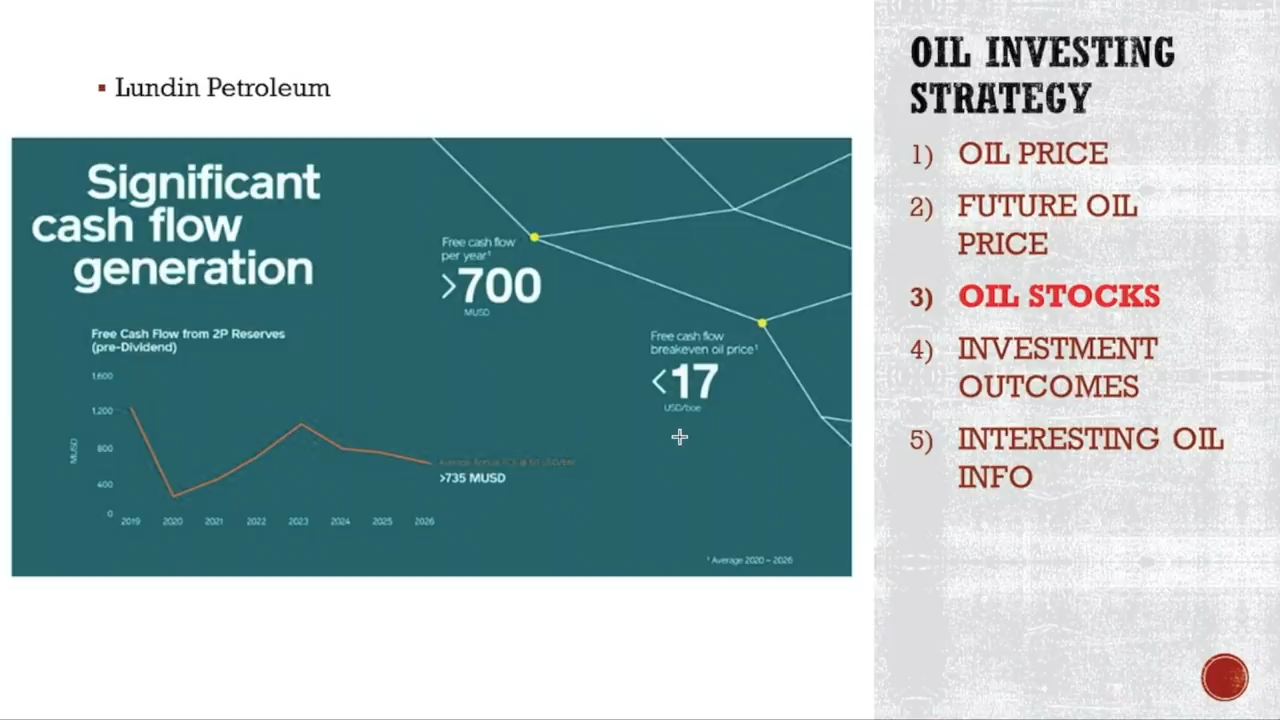 Lundin Petroleum
Significant
cash flow
generation
Free cash flow
per year¹
>700
MUSD
Free cash flow
breakeven oil price¹
<17
USD/boe
Free Cash Flow from 2P Reserves
(pre-Dividend)
1,600
1,200
800
400
0
MUSD
2019 2020 2021 2022 2023 2024 2025 2026
Average Annual
>735 MUSD
¹ Average 2020 – 2026
OIL INVESTING
STRATEGY
1) OIL PRICE
2) FUTURE OIL
PRICE
3) OIL STOCKS
4) INVESTMENT
OUTCOMES
5) INTERESTING OIL
INFO